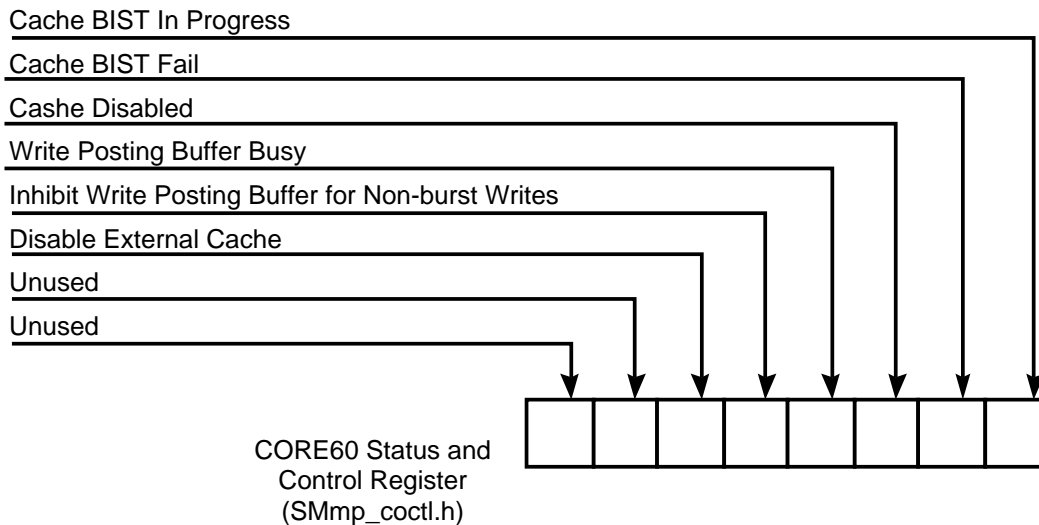 Cache BIST In Progress
Cache BIST Fail
Cashe Disabled
Write Posting Buffer Busy
Inhibit Write Posting Buffer for Non-burst Writes
Disable External Cache
Unused
Unused
CORE60 Status and
Control Register
(SMmp_coctl.h)